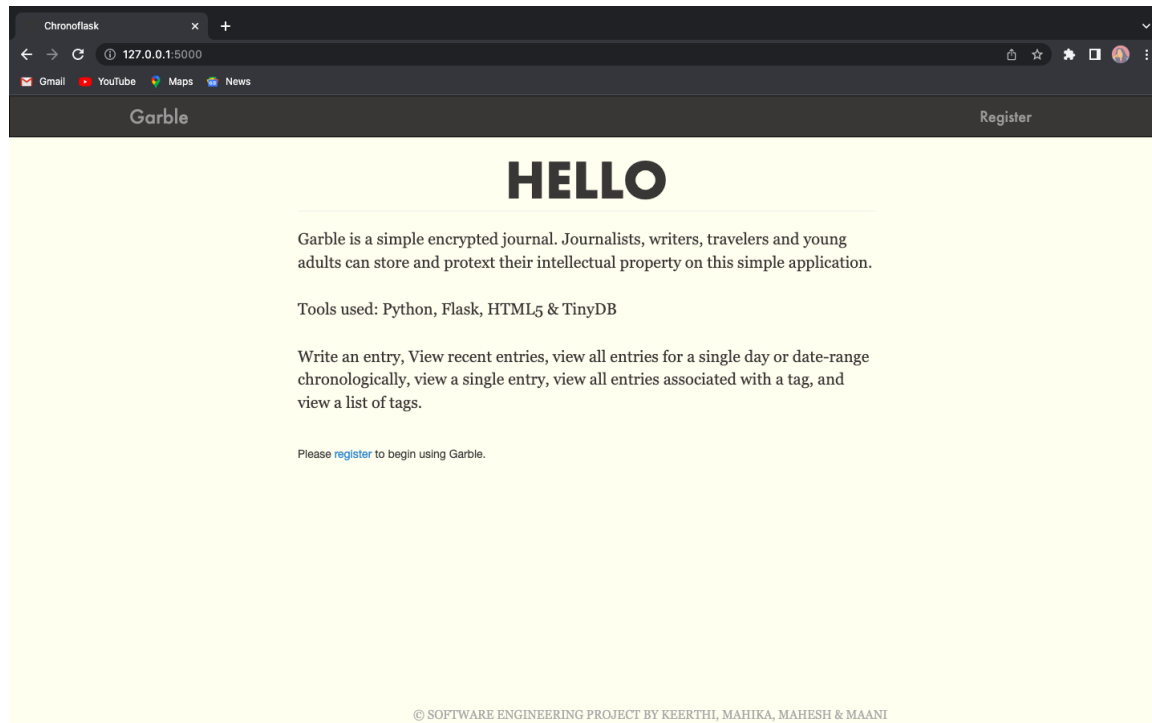 Chronoflask
127.0.0.1:5000
Gmail YouTube Maps News
Garble Register
HELLO
Garble is a simple encrypted journal. Journalists, writers, travelers and young
adults can store and protext their intellectual property on this simple application.
Tools used: Python, Flask, HTML5 & TinyDB
Write an entry, View recent entries, view all entries for a single day or date-range
chronologically, view a single entry, view all entries associated with a tag, and
view a list of tags.
Please register to begin using Garble.
© SOFTWARE ENGINEERING PROJECT BY KEERTHI, MAHIKA, MAHESH & MAANI